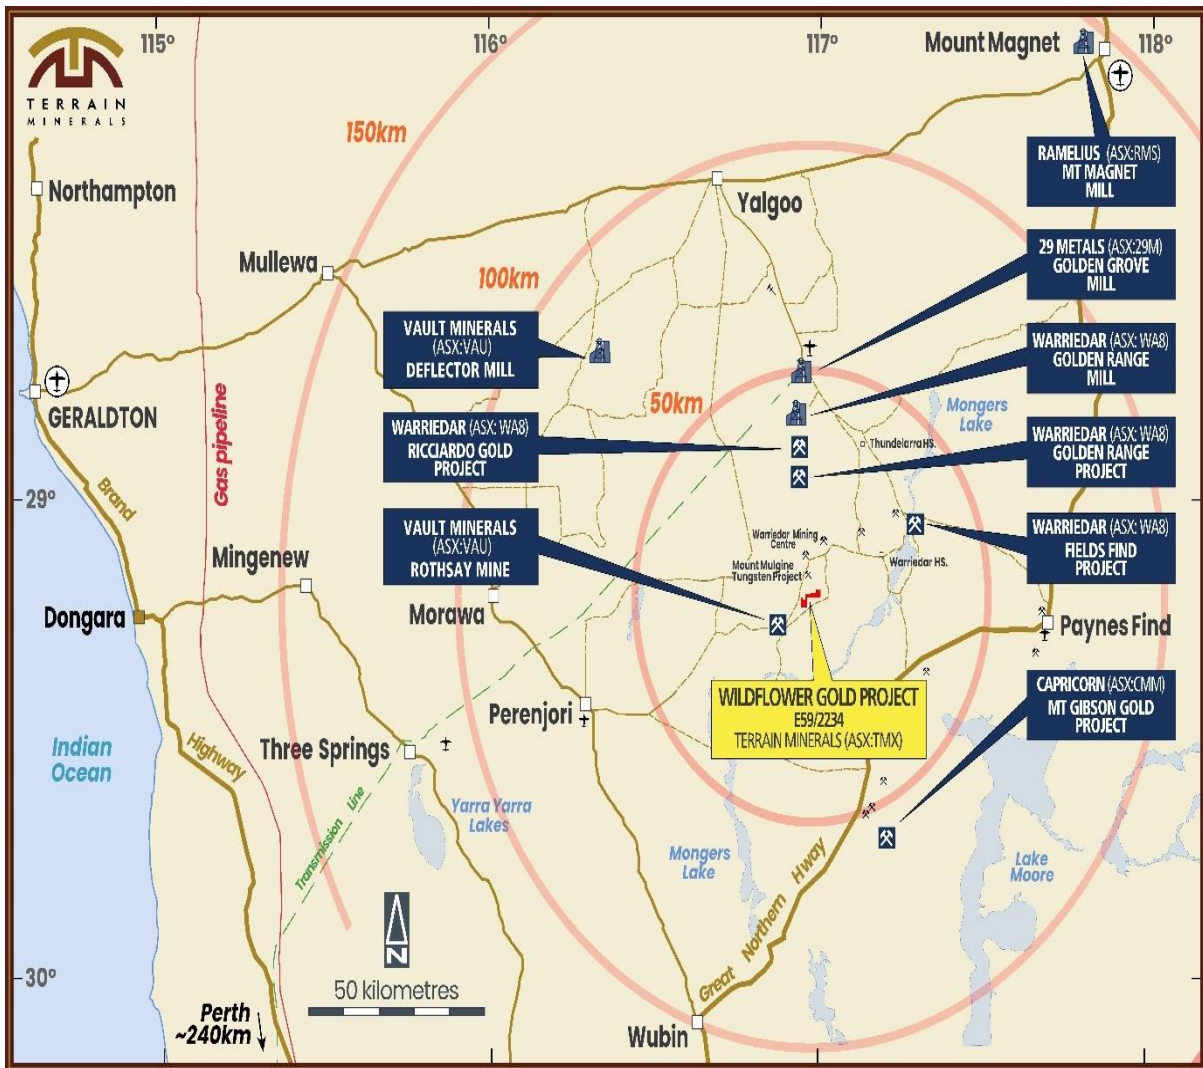 TERRAIN
MINERALS
115°
116°
117°
118°
Mount Magnet
150km
RAMELIUS (ASX:RMS)
MT MAGNET
MILL
Northampton
Yalgoo
Mullewa
100km
29 METALS (ASX:29M)
GOLDEN GROVE
MILL
VAULT MINERALS
(ASX:VAU)
DEFLECTOR MILL
WARRIEDAR (ASX: WA8)
GOLDEN RANGE
MILL
50km
GERALDTON
Gas pipeline
Mongers
Lake
WARRIEDAR (ASX: WA8)
RICCIARDO GOLD
PROJECT
Thundelarra HS.
WARRIEDAR (ASX: WA8)
GOLDEN RANGE
PROJECT
Brand
29°
VAULT MINERALS
(ASX:VAU)
ROTHSAY MINE
Warriedar Mining
Centre
WARRIEDAR (ASX: WA8)
FIELDS FIND
PROJECT
Mingenew
Mount Mulgine
Tungsten Project
Warriedar HS.
Morawa
Dongara
Paynes Find
WILDFLOWER GOLD PROJECT
E59/2234
TERRAIN MINERALS (ASX:TMX)
CAPRICORN (ASX:CMM)
MT GIBSON GOLD
PROJECT
Perenjori
Indian
Ocean
Highway
Three Springs
Transmission Line
Yarra Yarra
Lakes
Mongers
Lake
Lake
Moore
Great Northern Hway
N
30°
50 kilometres
Perth
~240km
Wubin